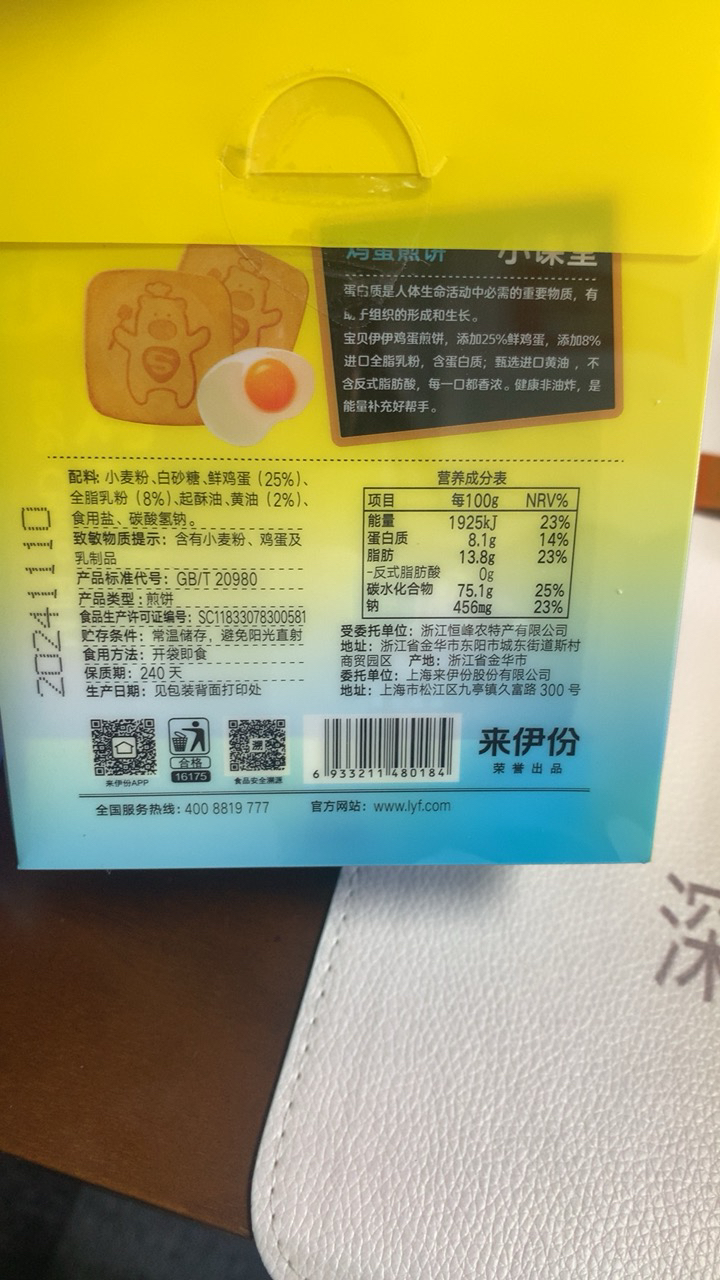 鸡蛋煎饼 小课堂
蛋白质是人体生命活动中必需的重要物质，有
助于组织的形成和生长。
宝贝伊伊鸡蛋煎饼，添加25%鲜鸡蛋，添加8%
进口全脂乳粉，含蛋白质；甄选进口黄油，不
含反式脂肪酸，每一口都香浓。健康非油炸，是
能量补充好帮手。
S
配料: 小麦粉、白砂糖、鲜鸡蛋（25%）、
全脂乳粉（8%）、起酥油、黄油（2%）、
食用盐、碳酸氢钠。
致敏物质提示：含有小麦粉、鸡蛋及
乳制品
产品标准代号：GB/T 20980
产品类型：煎饼
食品生产许可证编号：SC11833078300581
贮存条件：常温储存，避免阳光直射
食用方法：开袋即食
保质期：240 天
生产日期：见包装背面打印处
20241110
营养成分表
项目 每100g NRV%
能量 1925kJ 23%
蛋白质 8.1g 14%
脂肪 13.8g 23%
-反式脂肪酸 0g
碳水化合物 75.1g 25%
钠 456mg 23%
受委托单位：浙江恒峰农特产有限公司
地址：浙江省金华市东阳市城东街道斯村
商贸园区 产地：浙江省金华市
委托单位：上海来伊份股份有限公司
地址：上海市松江区九亭镇久富路 300 号
来伊份APP
合格
16175
食品安全溯源
6 933211 480184
来伊份
荣誉出品
全国服务热线：400 8819 777 官方网站：www.lyf.com
深